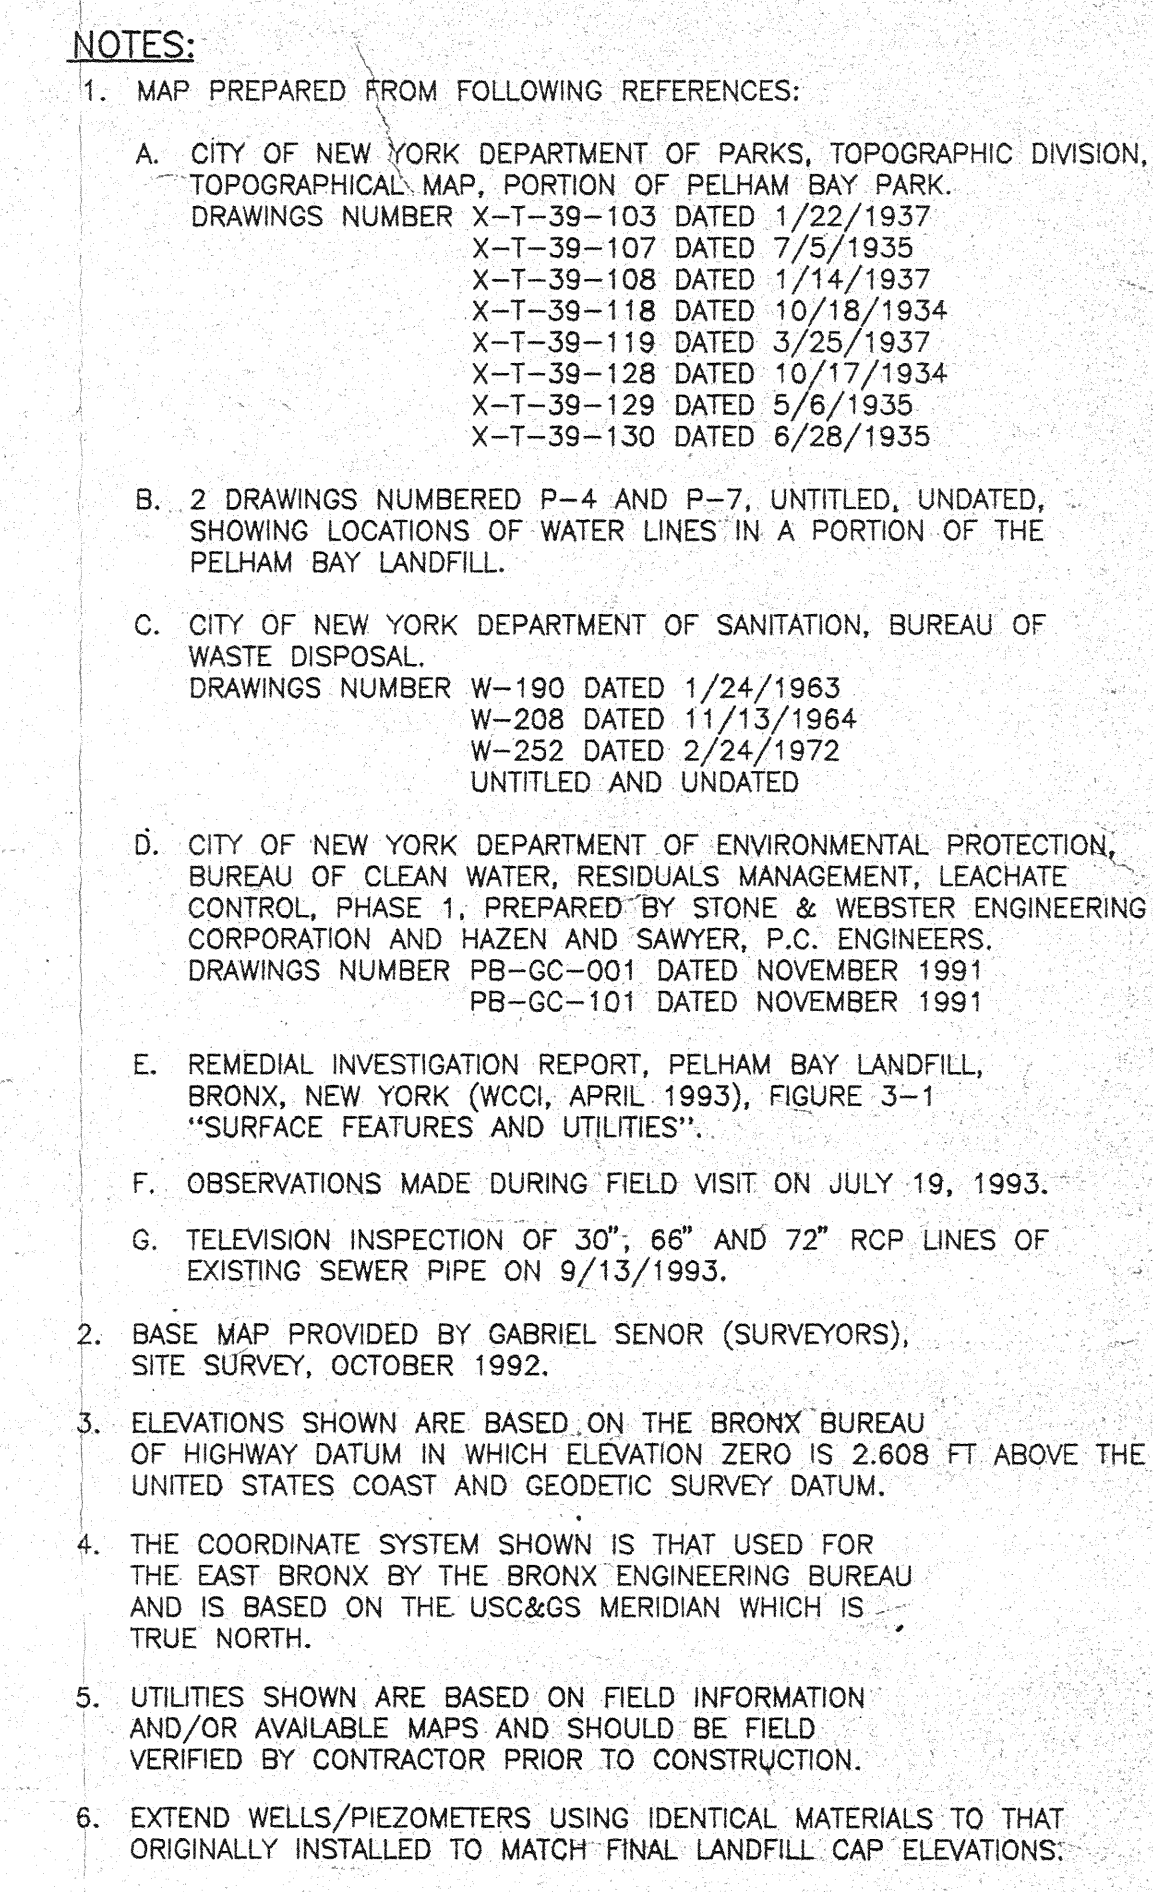 NOTES:
1. MAP PREPARED FROM FOLLOWING REFERENCES:
A. CITY OF NEW YORK DEPARTMENT OF PARKS, TOPOGRAPHIC DIVISION,
TOPOGRAPHICAL MAP, PORTION OF PELHAM BAY PARK.
DRAWINGS NUMBER X-T-39-103 DATED 1/22/1937
X-T-39-107 DATED 7/5/1935
X-T-39-108 DATED 1/14/1937
X-T-39-118 DATED 10/18/1934
X-T-39-119 DATED 3/25/1937
X-T-39-128 DATED 10/17/1934
X-T-39-129 DATED 5/6/1935
X-T-39-130 DATED 6/28/1935
B. 2 DRAWINGS NUMBERED P-4 AND P-7, UNTITLED, UNDATED,
SHOWING LOCATIONS OF WATER LINES IN A PORTION OF THE
PELHAM BAY LANDFILL.
C. CITY OF NEW YORK DEPARTMENT OF SANITATION, BUREAU OF
WASTE DISPOSAL.
DRAWINGS NUMBER W-190 DATED 1/24/1963
W-208 DATED 11/13/1964
W-252 DATED 2/24/1972
UNTITLED AND UNDATED
D. CITY OF NEW YORK DEPARTMENT OF ENVIRONMENTAL PROTECTION,
BUREAU OF CLEAN WATER, RESIDUALS MANAGEMENT, LEACHATE
CONTROL, PHASE 1, PREPARED BY STONE & WEBSTER ENGINEERING
CORPORATION AND HAZEN AND SAWYER, P.C. ENGINEERS.
DRAWINGS NUMBER PB-GC-001 DATED NOVEMBER 1991
PB-GC-101 DATED NOVEMBER 1991
E. REMEDIAL INVESTIGATION REPORT, PELHAM BAY LANDFILL,
BRONX, NEW YORK (WCCI, APRIL 1993), FIGURE 3-1
"SURFACE FEATURES AND UTILITIES".
F. OBSERVATIONS MADE DURING FIELD VISIT ON JULY 19, 1993.
G. TELEVISION INSPECTION OF 30", 66" AND 72" RCP LINES OF
EXISTING SEWER PIPE ON 9/13/1993.
2. BASE MAP PROVIDED BY GABRIEL SENOR (SURVEYORS),
SITE SURVEY, OCTOBER 1992.
3. ELEVATIONS SHOWN ARE BASED ON THE BRONX BUREAU
OF HIGHWAY DATUM IN WHICH ELEVATION ZERO IS 2.608 FT ABOVE THE
UNITED STATES COAST AND GEODETIC SURVEY DATUM.
4. THE COORDINATE SYSTEM SHOWN IS THAT USED FOR
THE EAST BRONX BY THE BRONX ENGINEERING BUREAU
AND IS BASED ON THE USC&GS MERIDIAN WHICH IS
TRUE NORTH.
5. UTILITIES SHOWN ARE BASED ON FIELD INFORMATION
AND/OR AVAILABLE MAPS AND SHOULD BE FIELD
VERIFIED BY CONTRACTOR PRIOR TO CONSTRUCTION.
6. EXTEND WELLS/PIEZOMETERS USING IDENTICAL MATERIALS TO THAT
ORIGINALLY INSTALLED TO MATCH FINAL LANDFILL CAP ELEVATIONS.